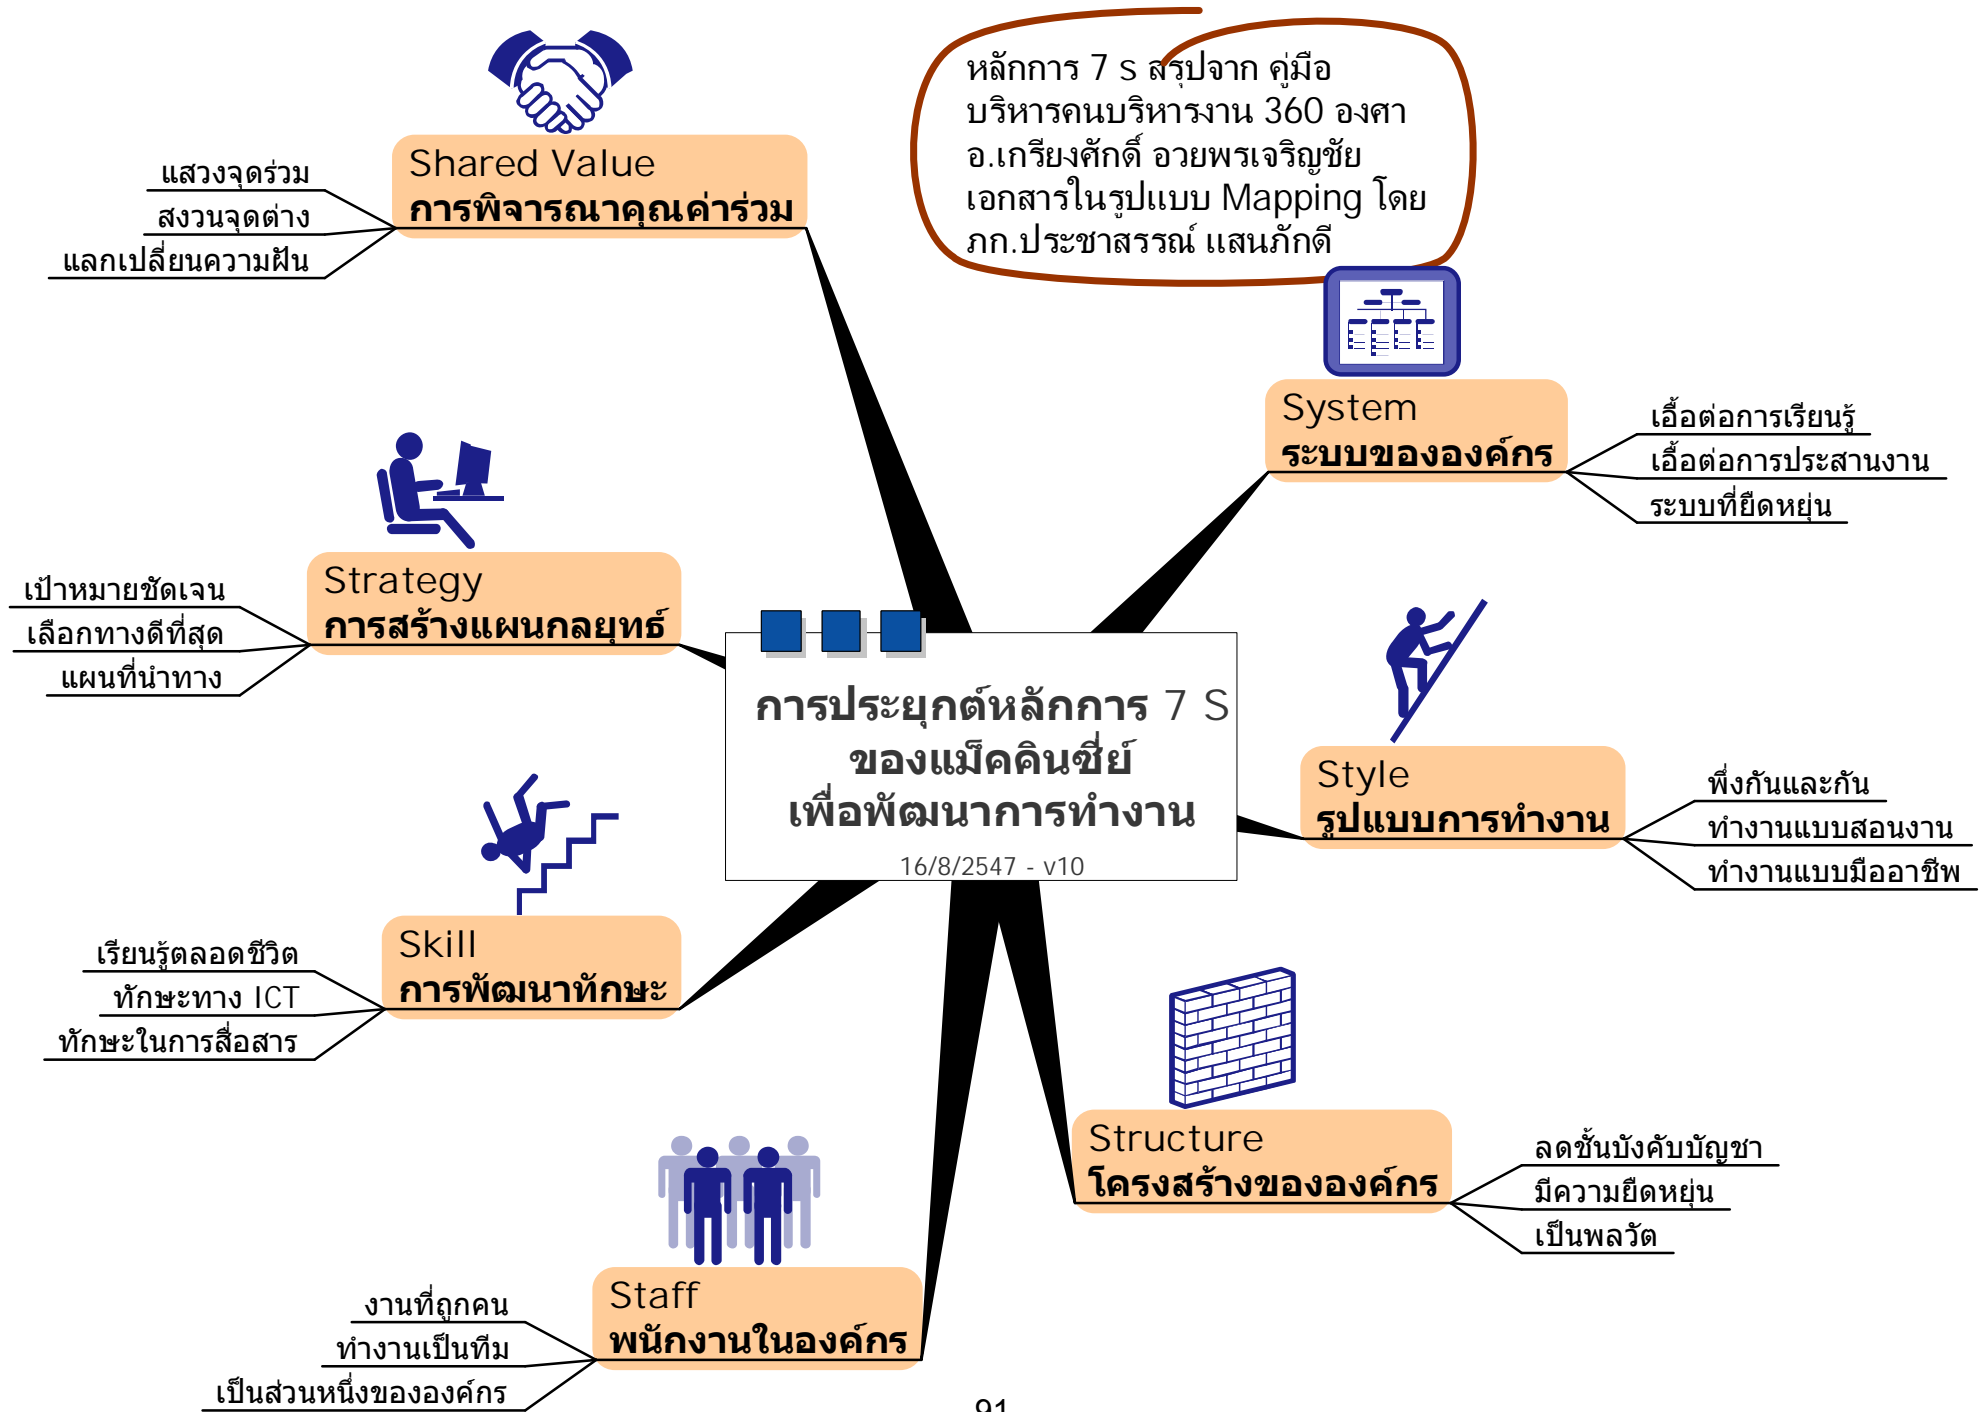 หลักการ 7 s สรุปจาก คู่มือ
บริหารคนบริหารงาน 360 องศา
อ.เกรียงศักดิ์ อวยพรเจริญชัย
เอกสารในรูปแบบ Mapping โดย
ภก.ประชาสรรณ์ แสนภักดี
Shared Value
การพิจารณาคุณค่าร่วม
แสวงจุดร่วม
สงวนจุดต่าง
แลกเปลี่ยนความฝัน
System
ระบบขององค์กร
เอื้อต่อการเรียนรู้
เอื้อต่อการประสานงาน
ระบบที่ยืดหยุ่น
Strategy
การสร้างแผนกลยุทธ์
เป้าหมายชัดเจน
เลือกทางดีที่สุด
แผนที่นำทาง
การประยุกต์หลักการ 7 S
ของแม็คคินซี่ย์
เพื่อพัฒนาการทำงาน
16/8/2547 - v10
Style
รูปแบบการทำงาน
พึ่งกันและกัน
ทำงานแบบสอนงาน
ทำงานแบบมืออาชีพ
Skill
การพัฒนาทักษะ
เรียนรู้ตลอดชีวิต
ทักษะทาง ICT
ทักษะในการสื่อสาร
Structure
โครงสร้างขององค์กร
ลดชั้นบังคับบัญชา
มีความยืดหยุ่น
เป็นพลวัต
Staff
พนักงานในองค์กร
งานที่ถูกคน
ทำงานเป็นทีม
เป็นส่วนหนึ่งขององค์กร
91